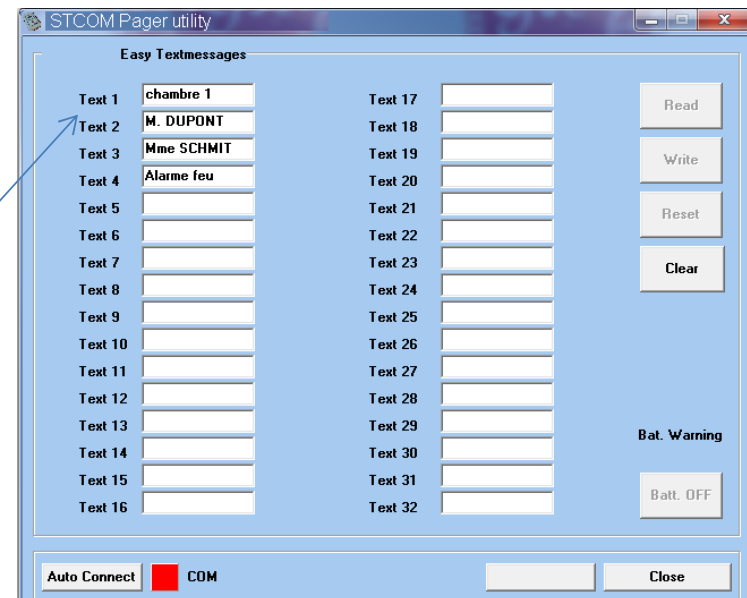 STCOM Pager utility
Easy Textmessages
Text 1 chambre 1
Text 2 M. DUPONT
Text 3 Mme SCHMIT
Text 4 Alarme feu
Text 5
Text 6
Text 7
Text 8
Text 9
Text 10
Text 11
Text 12
Text 13
Text 14
Text 15
Text 16
Text 17
Text 18
Text 19
Text 20
Text 21
Text 22
Text 23
Text 24
Text 25
Text 26
Text 27
Text 28
Text 29
Text 30
Text 31
Text 32
Read
Write
Reset
Clear
Bat. Warning
Batt. OFF
Auto Connect COM Close